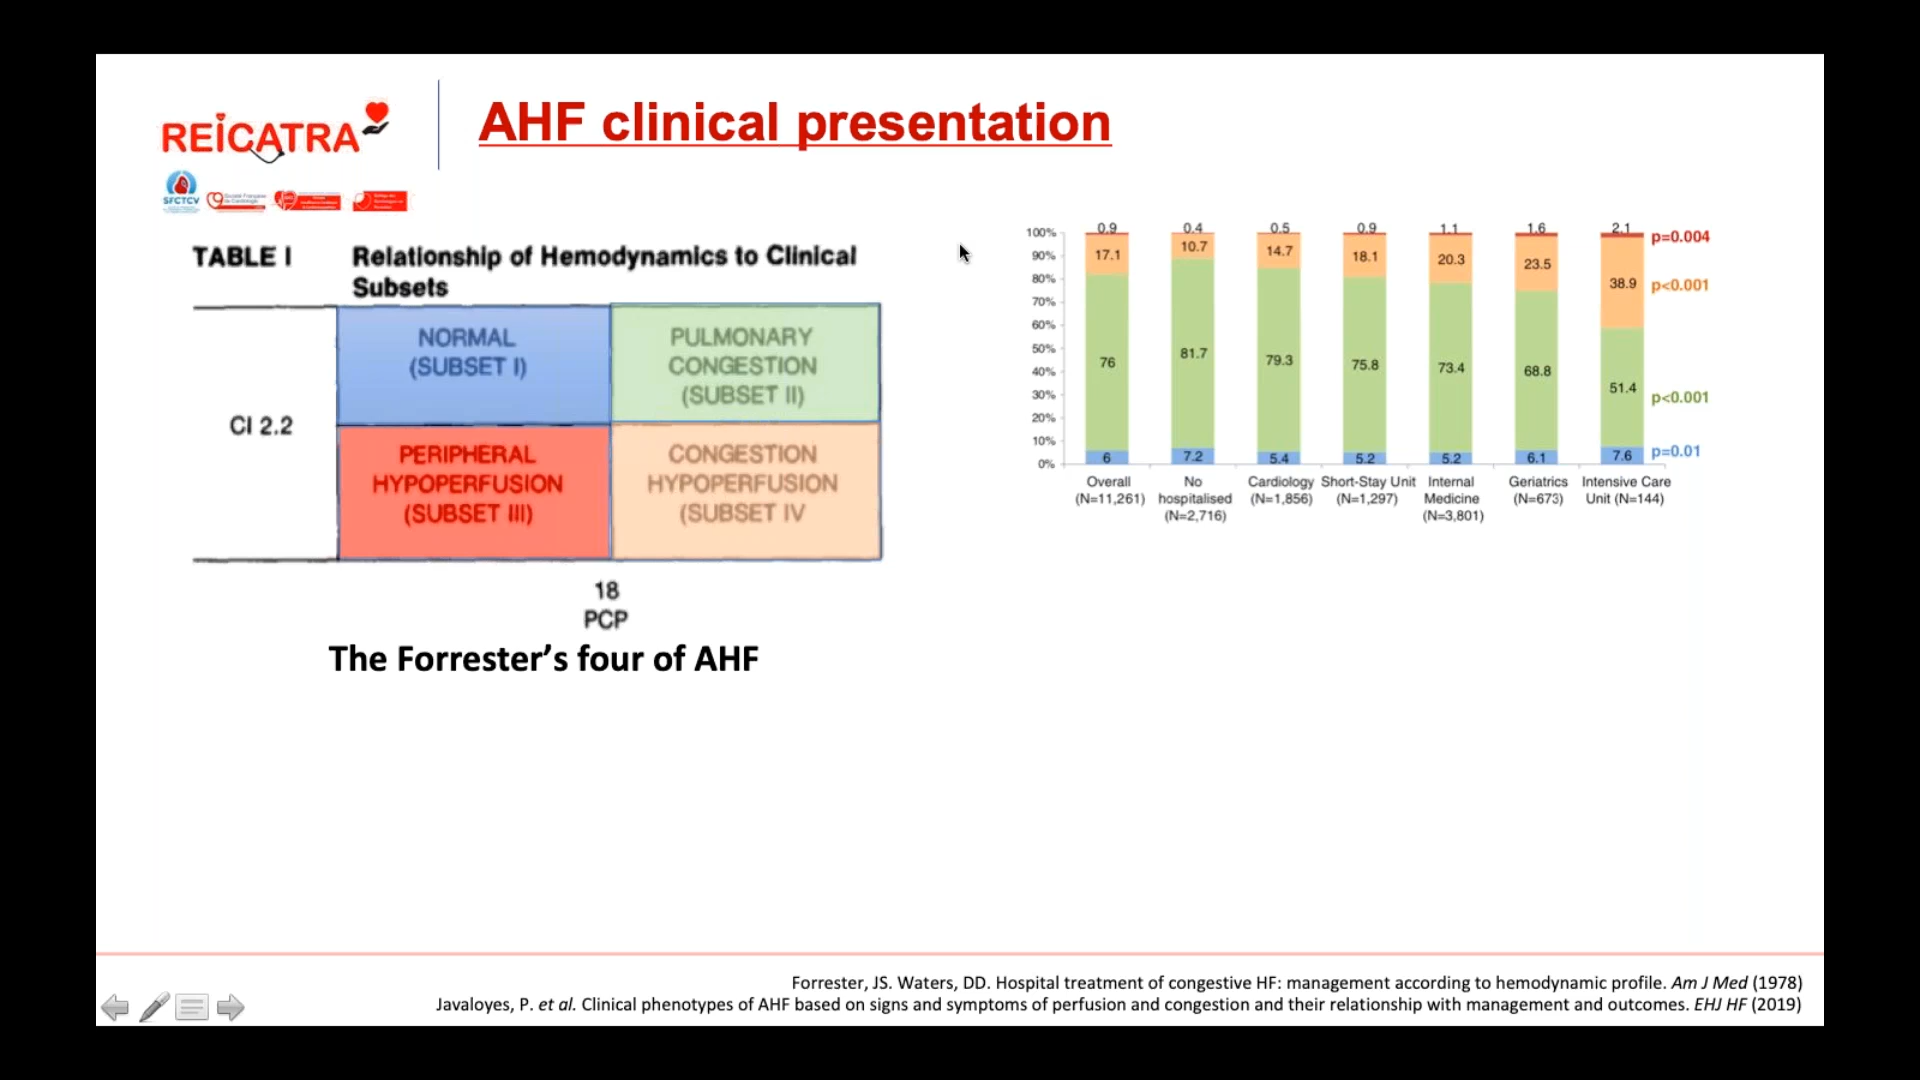 AHF clinical presentation
REICATRA
SFCTCV
TABLE I
Relationship of Hemodynamics to Clinical
Subsets
NORMAL
(SUBSET I)
PULMONARY
CONGESTION
(SUBSET II)
CI 2.2
PERIPHERAL
HYPOPERFUSION
(SUBSET III)
CONGESTION
HYPOPERFUSION
(SUBSET IV
18
PCP
The Forrester’s four of AHF
0.9 0.4 0.5 0.9 1.1 1.6 2.1
17.1 10.7 14.7 18.1 20.3 23.5 38.9
76 81.7 79.3 75.8 73.4 68.8 51.4
6 7.2 5.4 5.2 5.2 6.1 7.6
100%
90%
80%
70%
60%
50%
40%
30%
20%
10%
0%
p=0.004
p<0.001
p<0.001
p=0.01
Overall
(N=11,261)
No
hospitalised
(N=2,716)
Cardiology
(N=1,856)
Short-Stay Unit
(N=1,297)
Internal
Medicine
(N=3,801)
Geriatrics
(N=673)
Intensive Care
Unit (N=144)
Forrester, JS. Waters, DD. Hospital treatment of congestive HF: management according to hemodynamic profile. Am J Med (1978)
Javaloyes, P. et al. Clinical phenotypes of AHF based on signs and symptoms of perfusion and congestion and their relationship with management and outcomes. EHJ HF (2019)